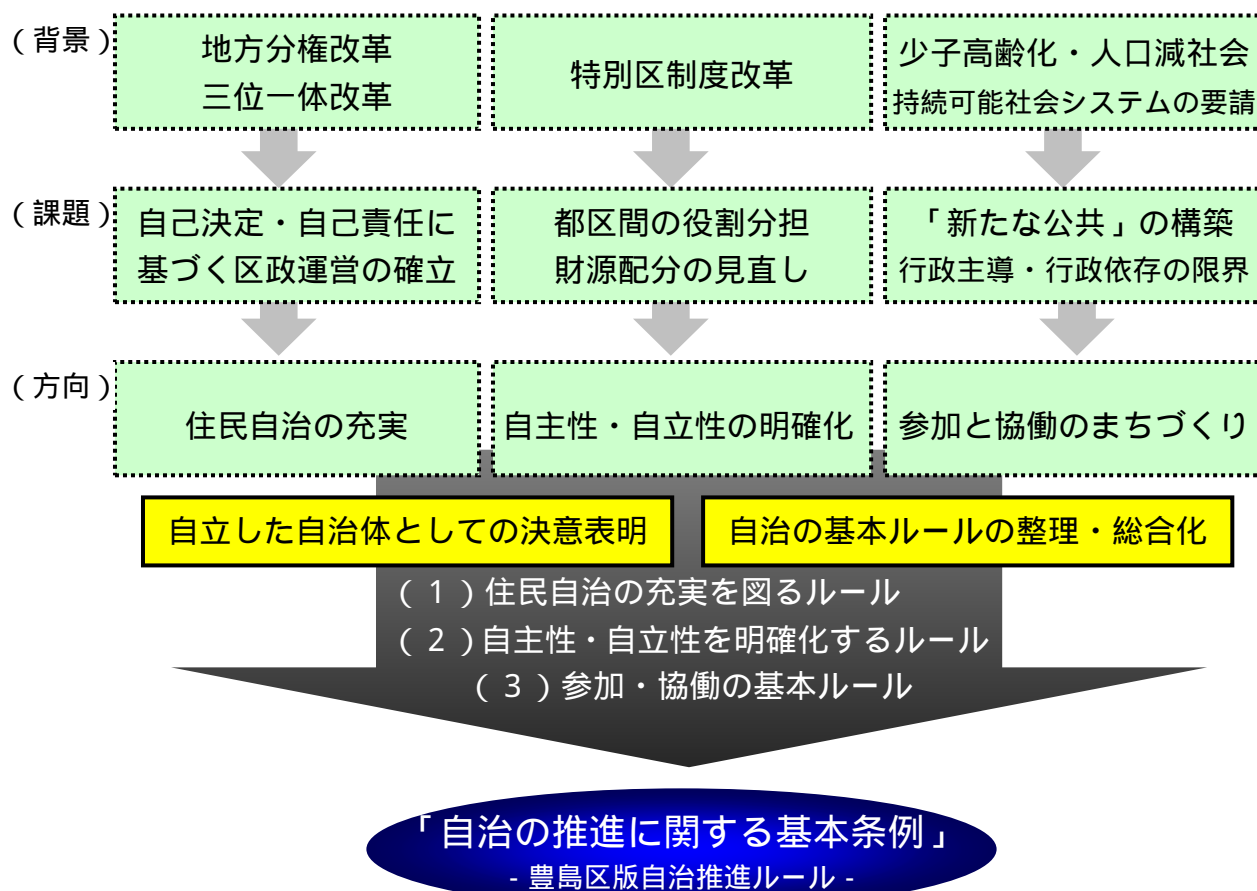 （背景）
地方分権改革
三位一体改革
特別区制度改革
少子高齢化・人口減社会
持続可能社会システムの要請
（課題）
自己決定・自己責任に
基づく区政運営の確立
都区間の役割分担
財源配分の見直し
「新たな公共」の構築
行政主導・行政依存の限界
（方向）
住民自治の充実
自主性・自立性の明確化
参加と協働のまちづくり
自立した自治体としての決意表明
自治の基本ルールの整理・総合化
（１）住民自治の充実を図るルール
（２）自主性・自立性を明確化するルール
（３）参加・協働の基本ルール
「自治の推進に関する基本条例」
- 豊島区版自治推進ルール -